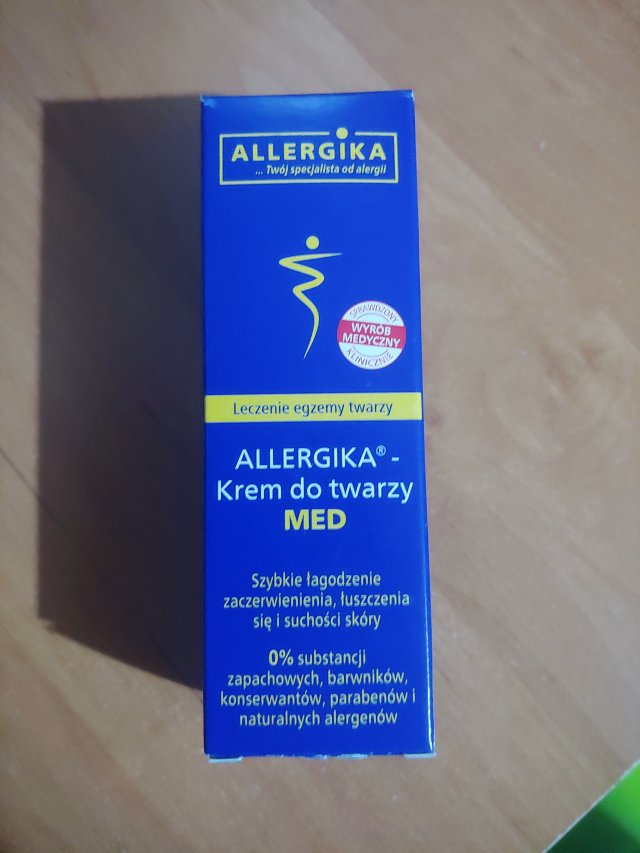 ALLERGIKA
... Twój specjalista od alergii
SPRAWDZONY
WYRÓB
MEDYCZNY
KLINICZNIE
Leczenie egzemy twarzy
ALLERGIKA® -
Krem do twarzy
MED
Szybkie łagodzenie
zaczerwienienia, łuszczenia
się i suchości skóry
0% substancji
zapachowych, barwników,
konserwantów, parabenów i
naturalnych alergenów